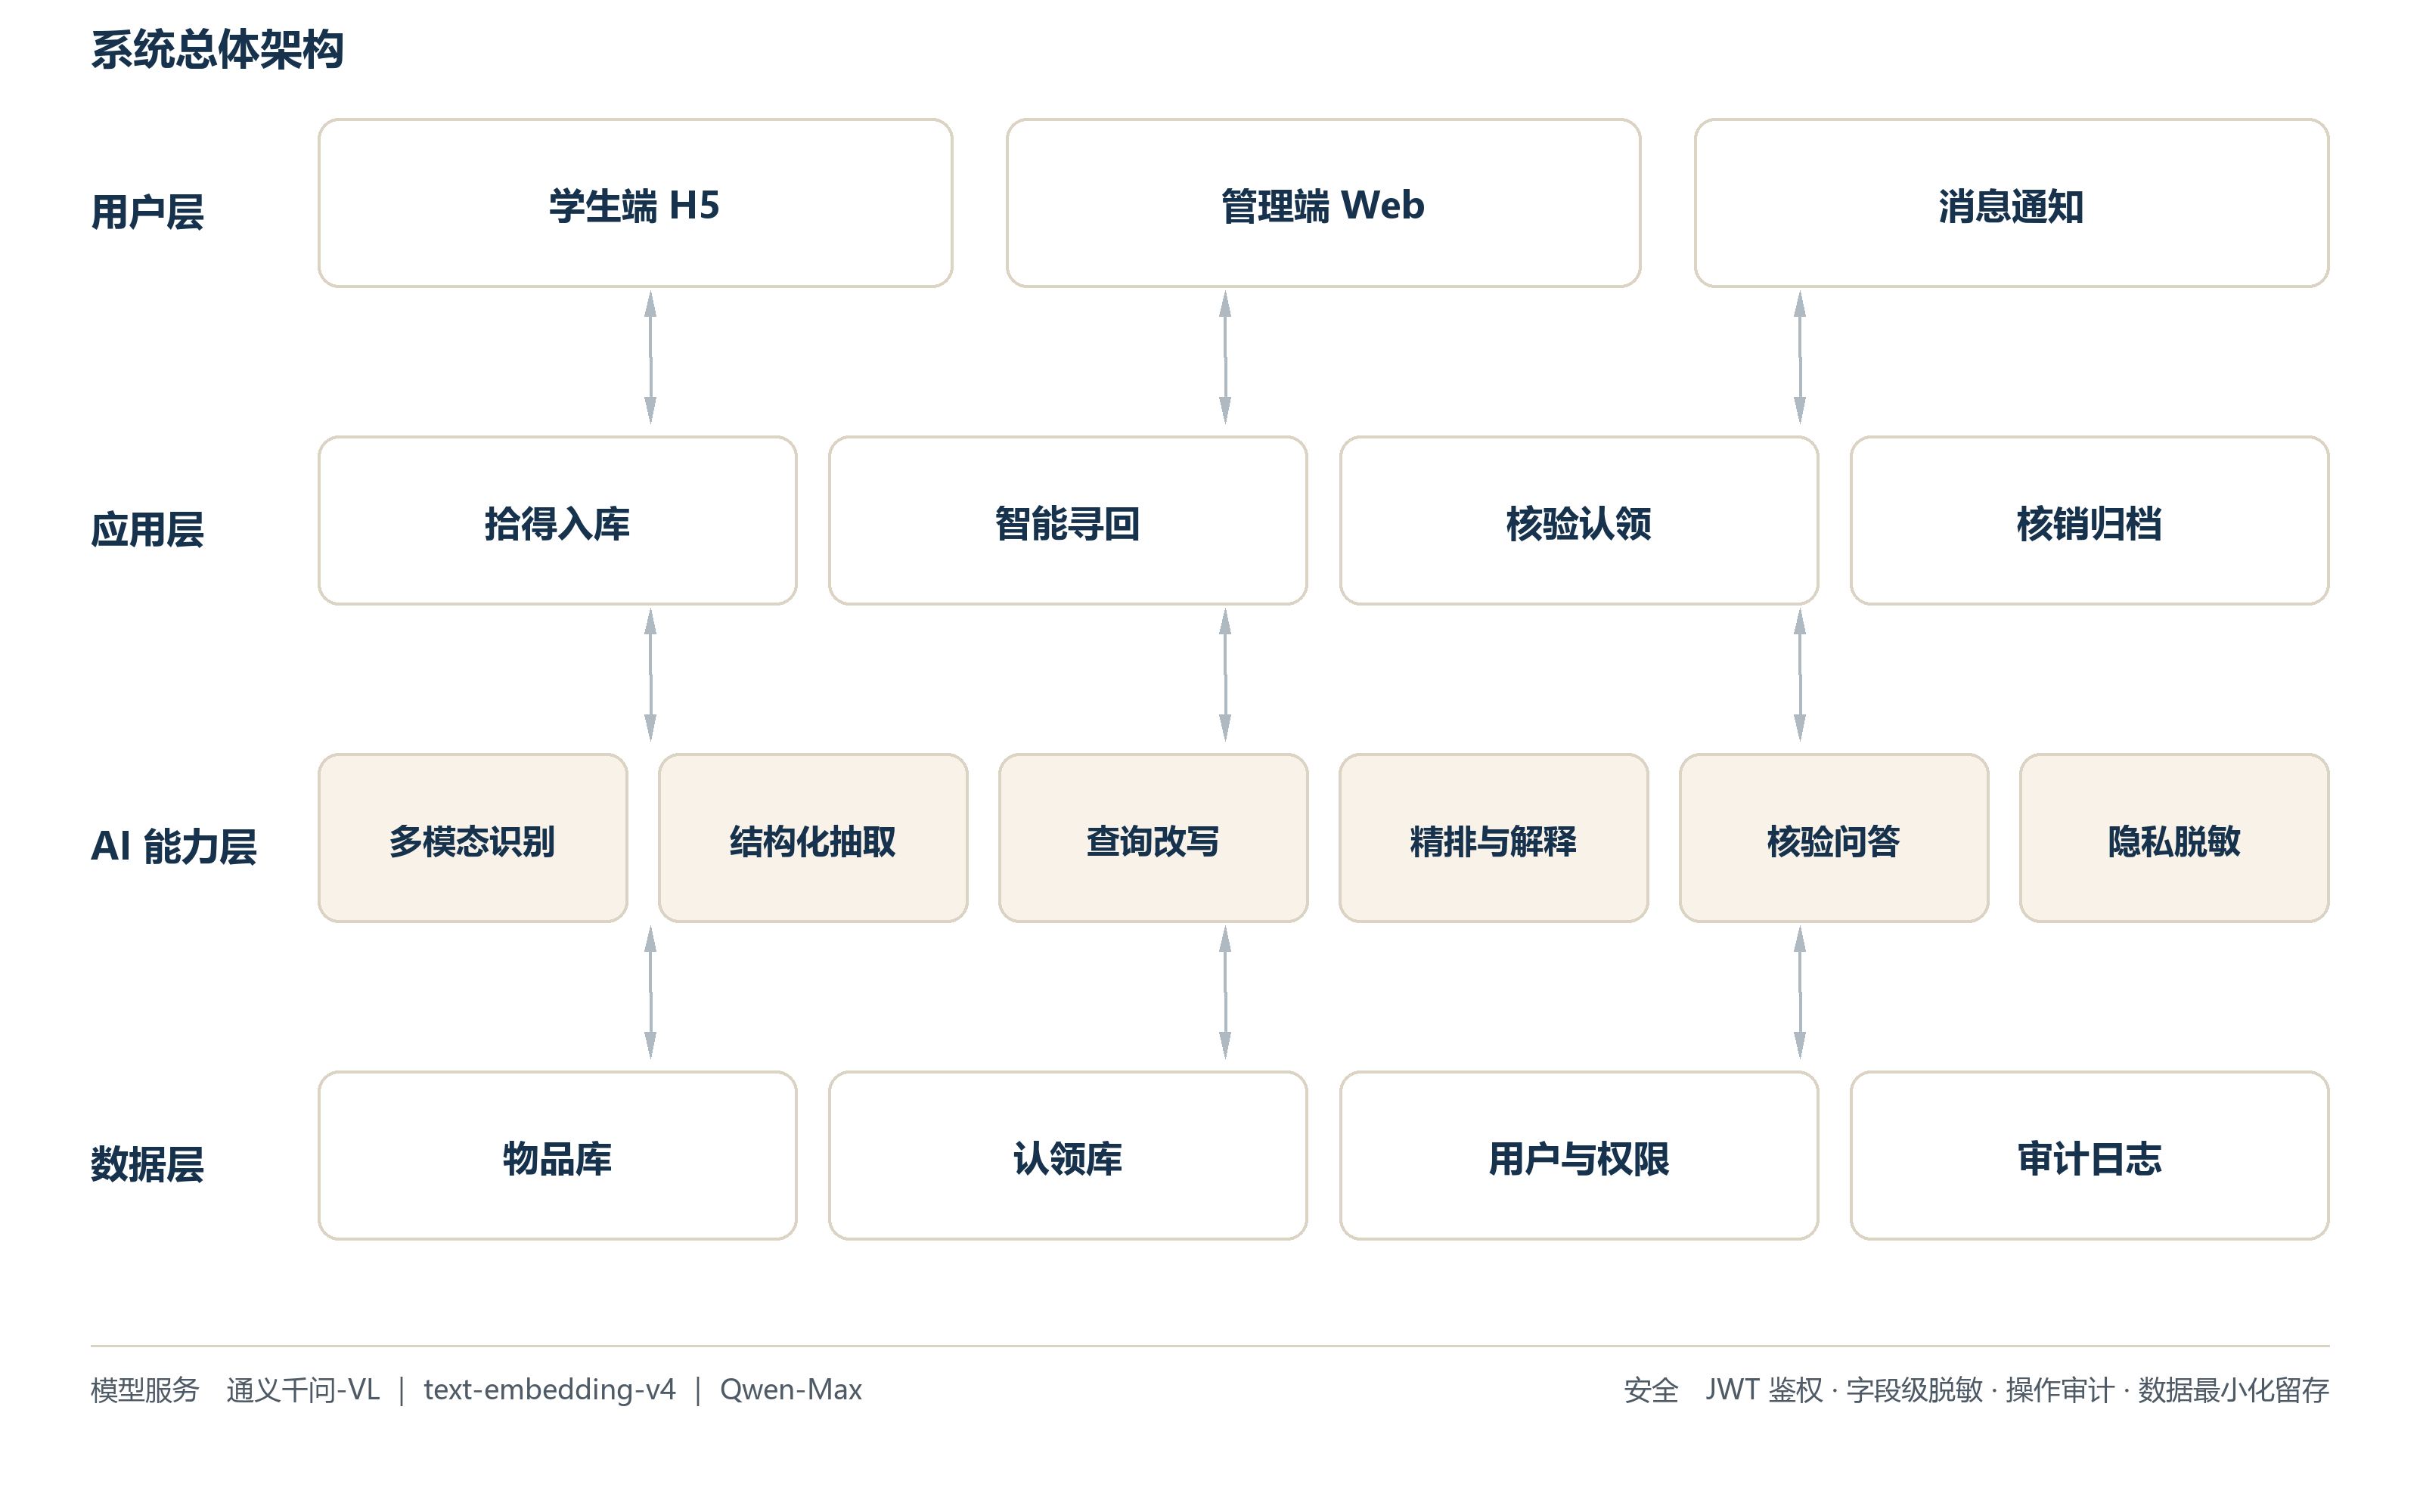 系统总体架构
用户层
学生端 H5
管理端 Web
消息通知
应用层
拾得入库
智能寻回
核验认领
核销归档
AI 能力层
多模态识别
结构化抽取
查询改写
精排与解释
核验问答
隐私脱敏
数据层
物品库
认领库
用户与权限
审计日志
模型服务 通义千问-VL | text-embedding-v4 | Qwen-Max
安全 JWT 鉴权 · 字段级脱敏 · 操作审计 · 数据最小化留存